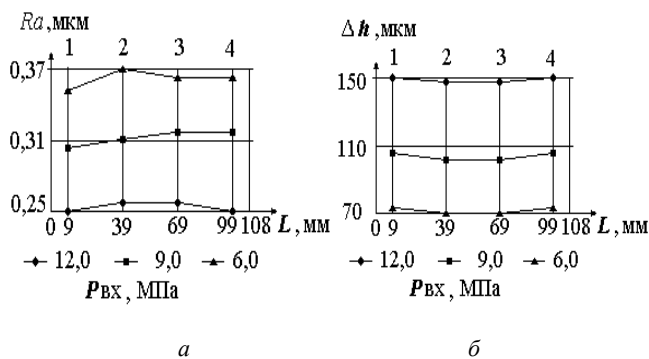 Ra, мкм
1 2 3 4
0,37
0,31
0,25
0 9 39 69 99 108 L, мм
12,0 9,0 6,0
Pвх, МПа
а
Δh, мкм
1 2 3 4
150
110
70
0 9 39 69 99 108 L, мм
12,0 9,0 6,0
Pвх, МПа
б